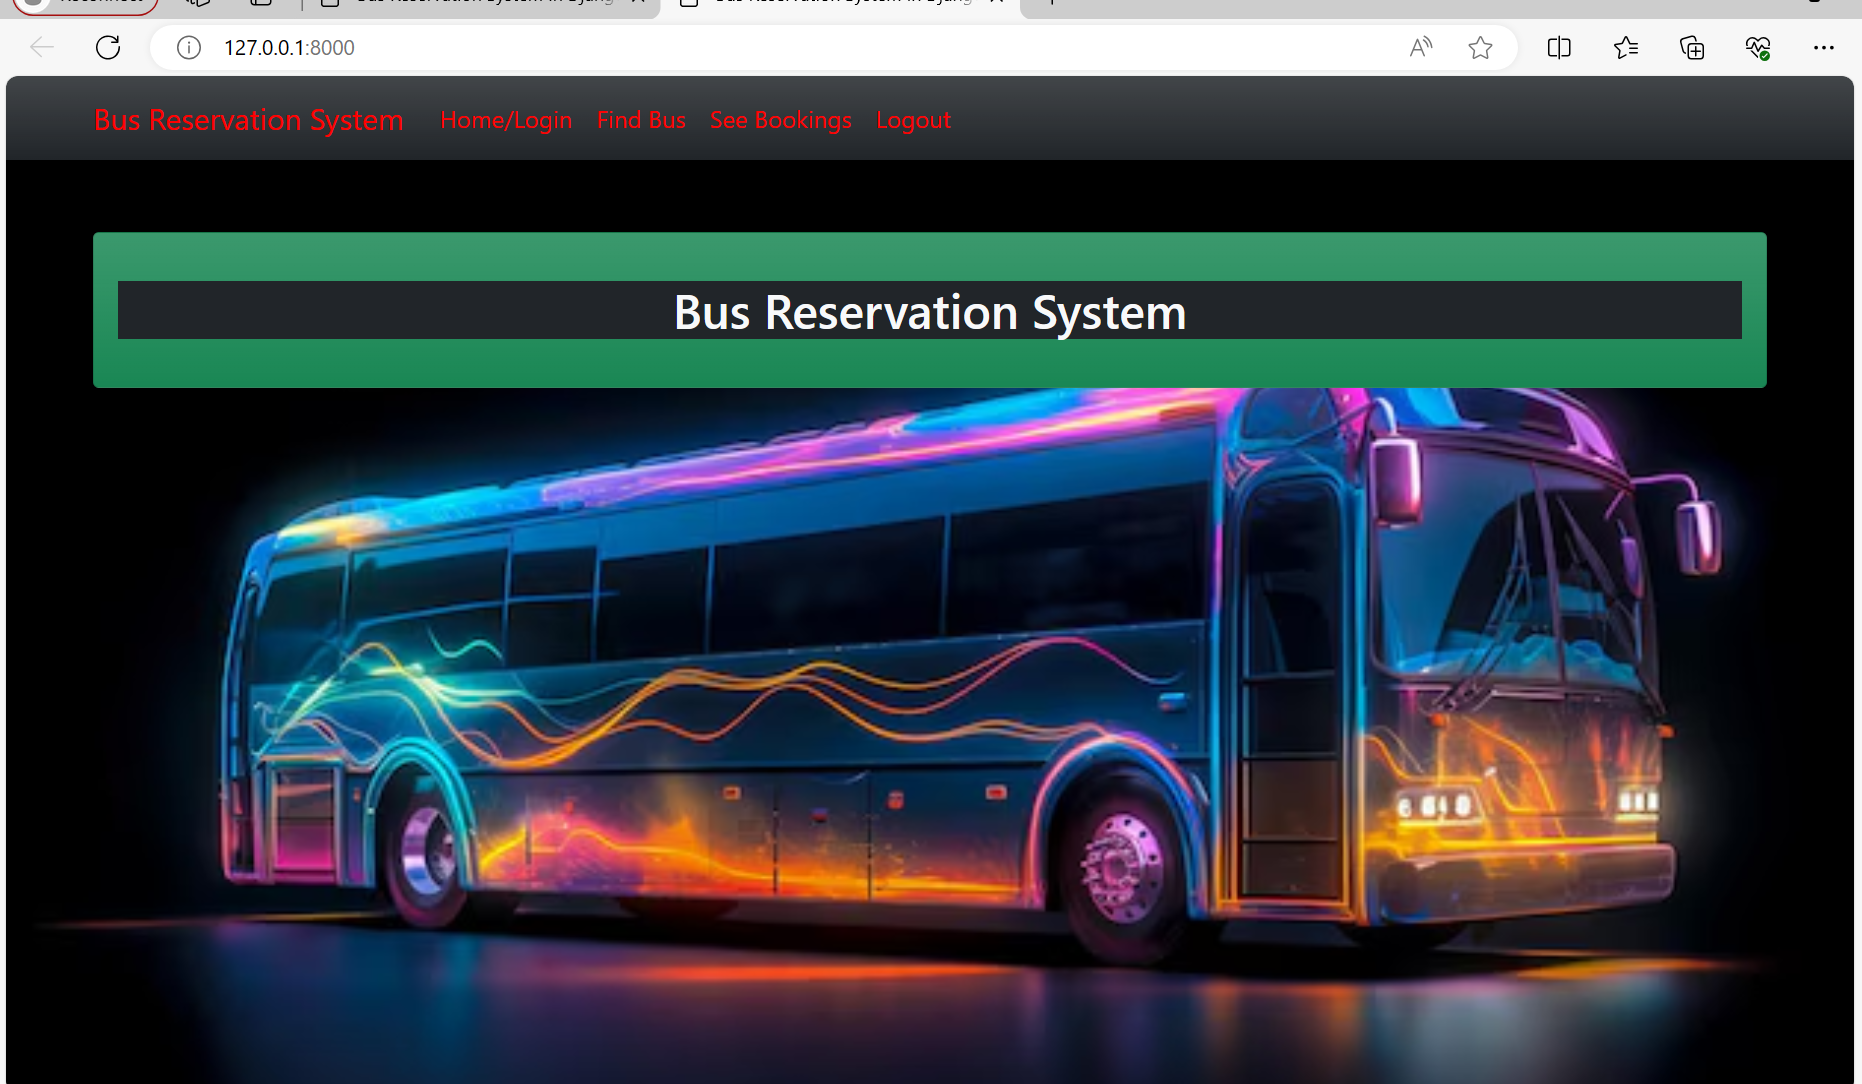 127.0.0.1:8000
Bus Reservation System Home/Login Find Bus See Bookings Logout
Bus Reservation System